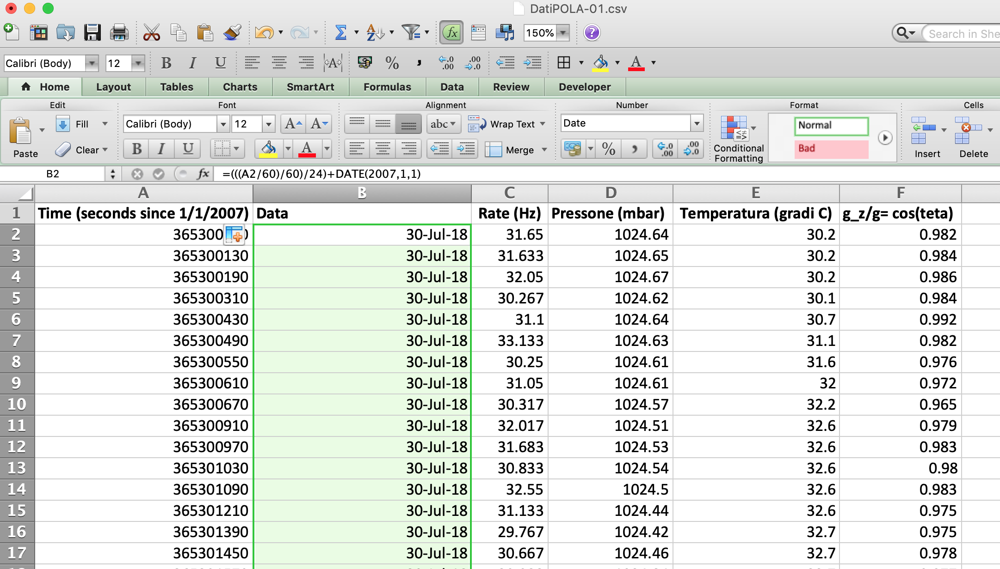 DatiPOLA-01.csv
150%
Search in She
Calibri (Body) 12 B I U A % , .0 .00 .00 .0 A
Home Layout Tables Charts SmartArt Formulas Data Review Developer
Edit Font Alignment Number Format Cells
Fill Calibri (Body) 12 A A abc Wrap Text Date Normal
Paste Clear B I U A Merge % , .0 .00 .00 .0 Conditional Formatting Bad Insert Delete
B2 fx =(((A2/60)/60)/24)+DATE(2007,1,1)
A B C D E F
1 Time (seconds since 1/1/2007) Data Rate (Hz) Pressone (mbar) Temperatura (gradi C) g_z/g= cos(teta)
2 365300 30-Jul-18 31.65 1024.64 30.2 0.982
3 365300130 30-Jul-18 31.633 1024.65 30.2 0.984
4 365300190 30-Jul-18 32.05 1024.67 30.2 0.986
5 365300310 30-Jul-18 30.267 1024.62 30.1 0.984
6 365300430 30-Jul-18 31.1 1024.64 30.7 0.992
7 365300490 30-Jul-18 33.133 1024.63 31.1 0.982
8 365300550 30-Jul-18 30.25 1024.61 31.6 0.976
9 365300610 30-Jul-18 31.05 1024.61 32 0.972
10 365300670 30-Jul-18 30.317 1024.57 32.2 0.965
11 365300910 30-Jul-18 32.017 1024.51 32.6 0.979
12 365300970 30-Jul-18 31.683 1024.53 32.6 0.983
13 365301030 30-Jul-18 30.833 1024.54 32.6 0.98
14 365301090 30-Jul-18 32.55 1024.5 32.6 0.983
15 365301210 30-Jul-18 31.133 1024.44 32.6 0.975
16 365301390 30-Jul-18 29.767 1024.42 32.7 0.975
17 365301450 30-Jul-18 30.667 1024.46 32.7 0.978